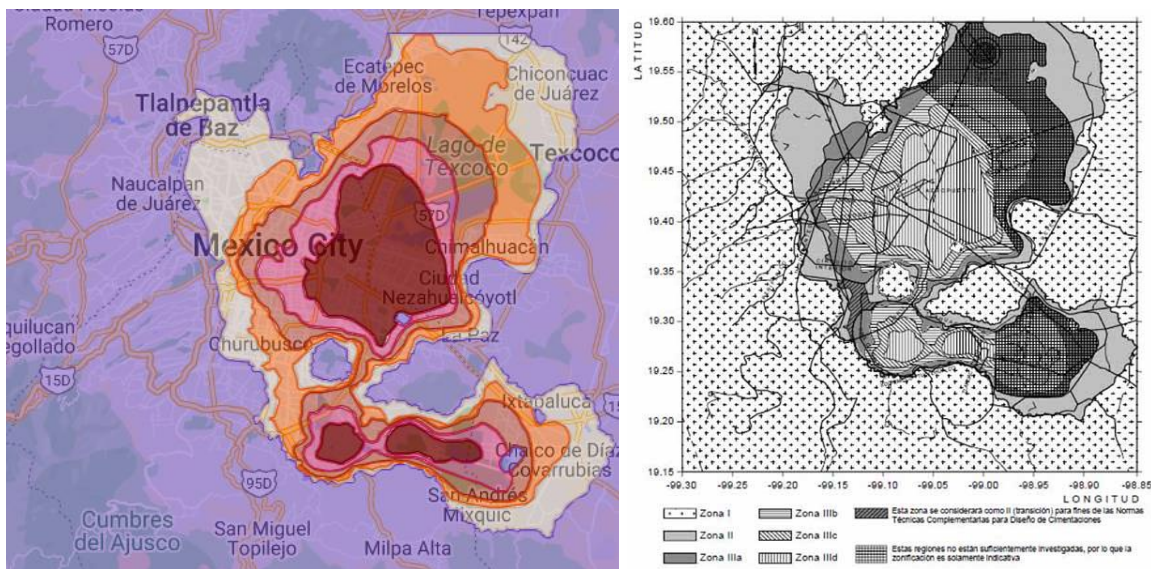 Romero
57D
Tepexpan
142
Ecatepec
de Morelos
Chiconcuac
de Juárez
Tlalnepantla
de Baz
Lago de
Texcoco
Texcoco
Naucalpan
de Juárez
57D
Mexico City
Chimalhuacán
Ciudad
Nezahualcóyotl
La Paz
Churubusco
15D
Ixtapaluca
15
Chalco de Díaz
Covarrubias
95D
San Andrés
Mixquic
Cumbres
del Ajusco
San Miguel
Topilejo
Milpa Alta
LATITUD
19.60
19.55
19.50
19.45
19.40
19.35
19.30
19.25
19.20
19.15
N
AEROPUERTO
-99.30
-99.25
-99.20
-99.15
-99.10
-99.05
-99.00
-98.95
-98.90
-98.85
LONGITUD
Zona I
Zona II
Zona IIIa
Zona IIIb
Zona IIIc
Zona IIId
Esta zona se considerará como II (transición) para fines de las Normas
Técnicas Complementarias para Diseño de Cimentaciones
Estas regiones no están suficientemente investigadas, por lo que la
zonificación es solamente indicativa